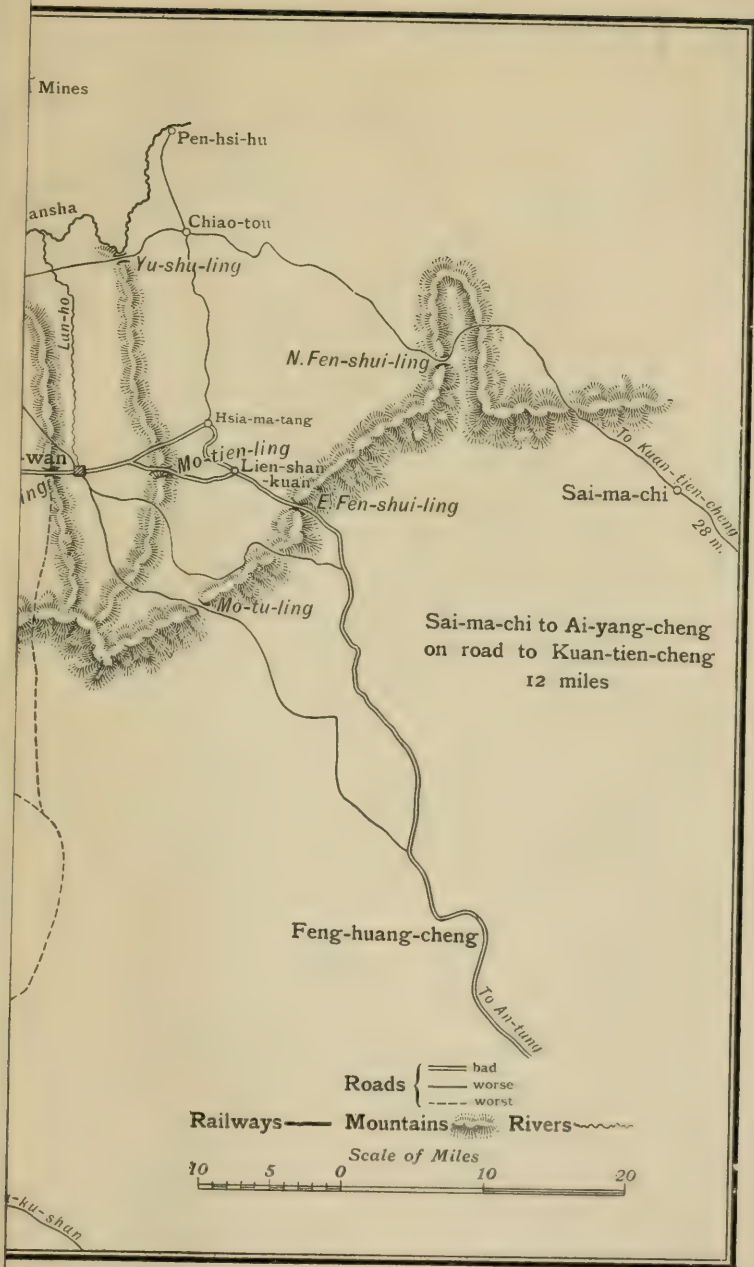 Mines
Pen-hsi-hu
ansha
Chiao-tou
Yu-shu-ling
Lan-ho
N. Fen-shui-ling
Hsia-ma-tang
-wan
Mo-tien-ling
Lien-shan
-kuan
ing
E. Fen-shui-ling
To Kuan-tien-cheng
28 m.
Sai-ma-chi
Mo-tu-ling
Sai-ma-chi to Ai-yang-cheng
on road to Kuan-tien-cheng
12 miles
Feng-huang-cheng
To An-tung
Roads
bad
worse
worst
Railways Mountains Rivers
Scale of Miles
10 5 0 10 20
-ku-shan